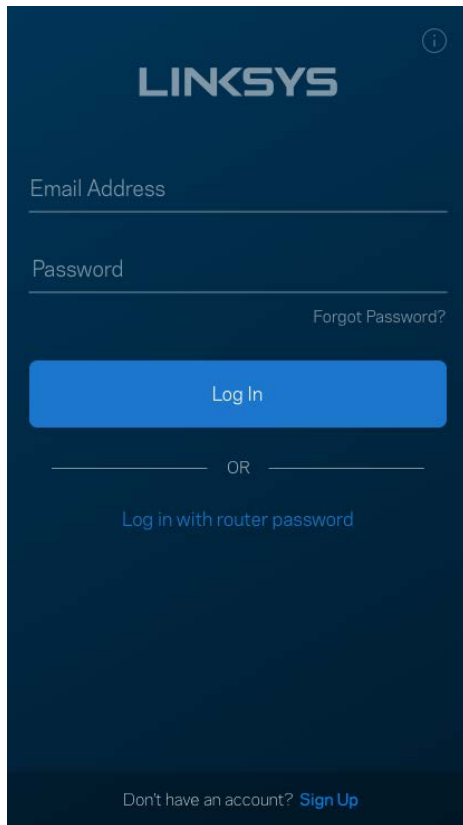 LINKSYS
Email Address
Password
Forgot Password?
Log In
OR
Log in with router password
Don't have an account? Sign Up